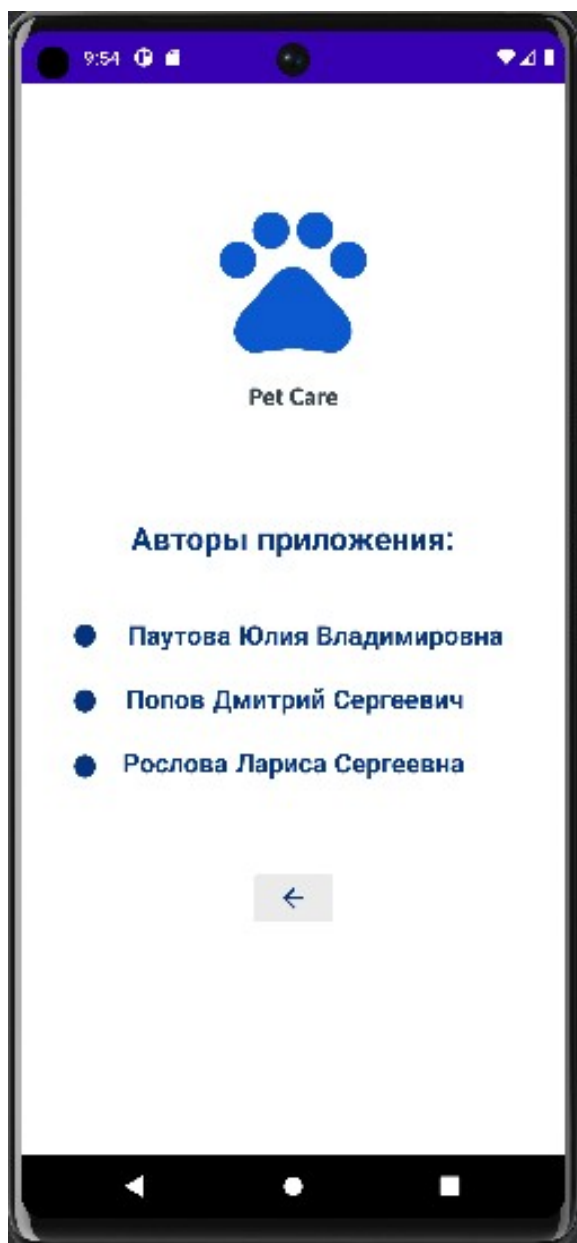 9:54
Pet Care
Авторы приложения:
Паутова Юлия Владимировна
Попов Дмитрий Сергеевич
Рослова Лариса Сергеевна